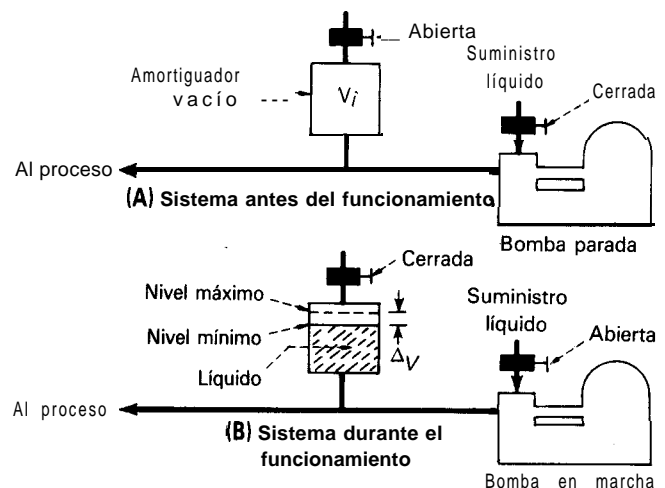 Abierta
Suministro
líquido
Amortiguador
vacío
Vi
Cerrada
Al proceso
(A) Sistema antes del funcionamiento
Bomba parada
Cerrada
Nivel máximo
Suministro
líquido
Nivel mínimo
Abierta
ΔV
Líquido
Al proceso
(B) Sistema durante el
funcionamiento
Bomba en marcha